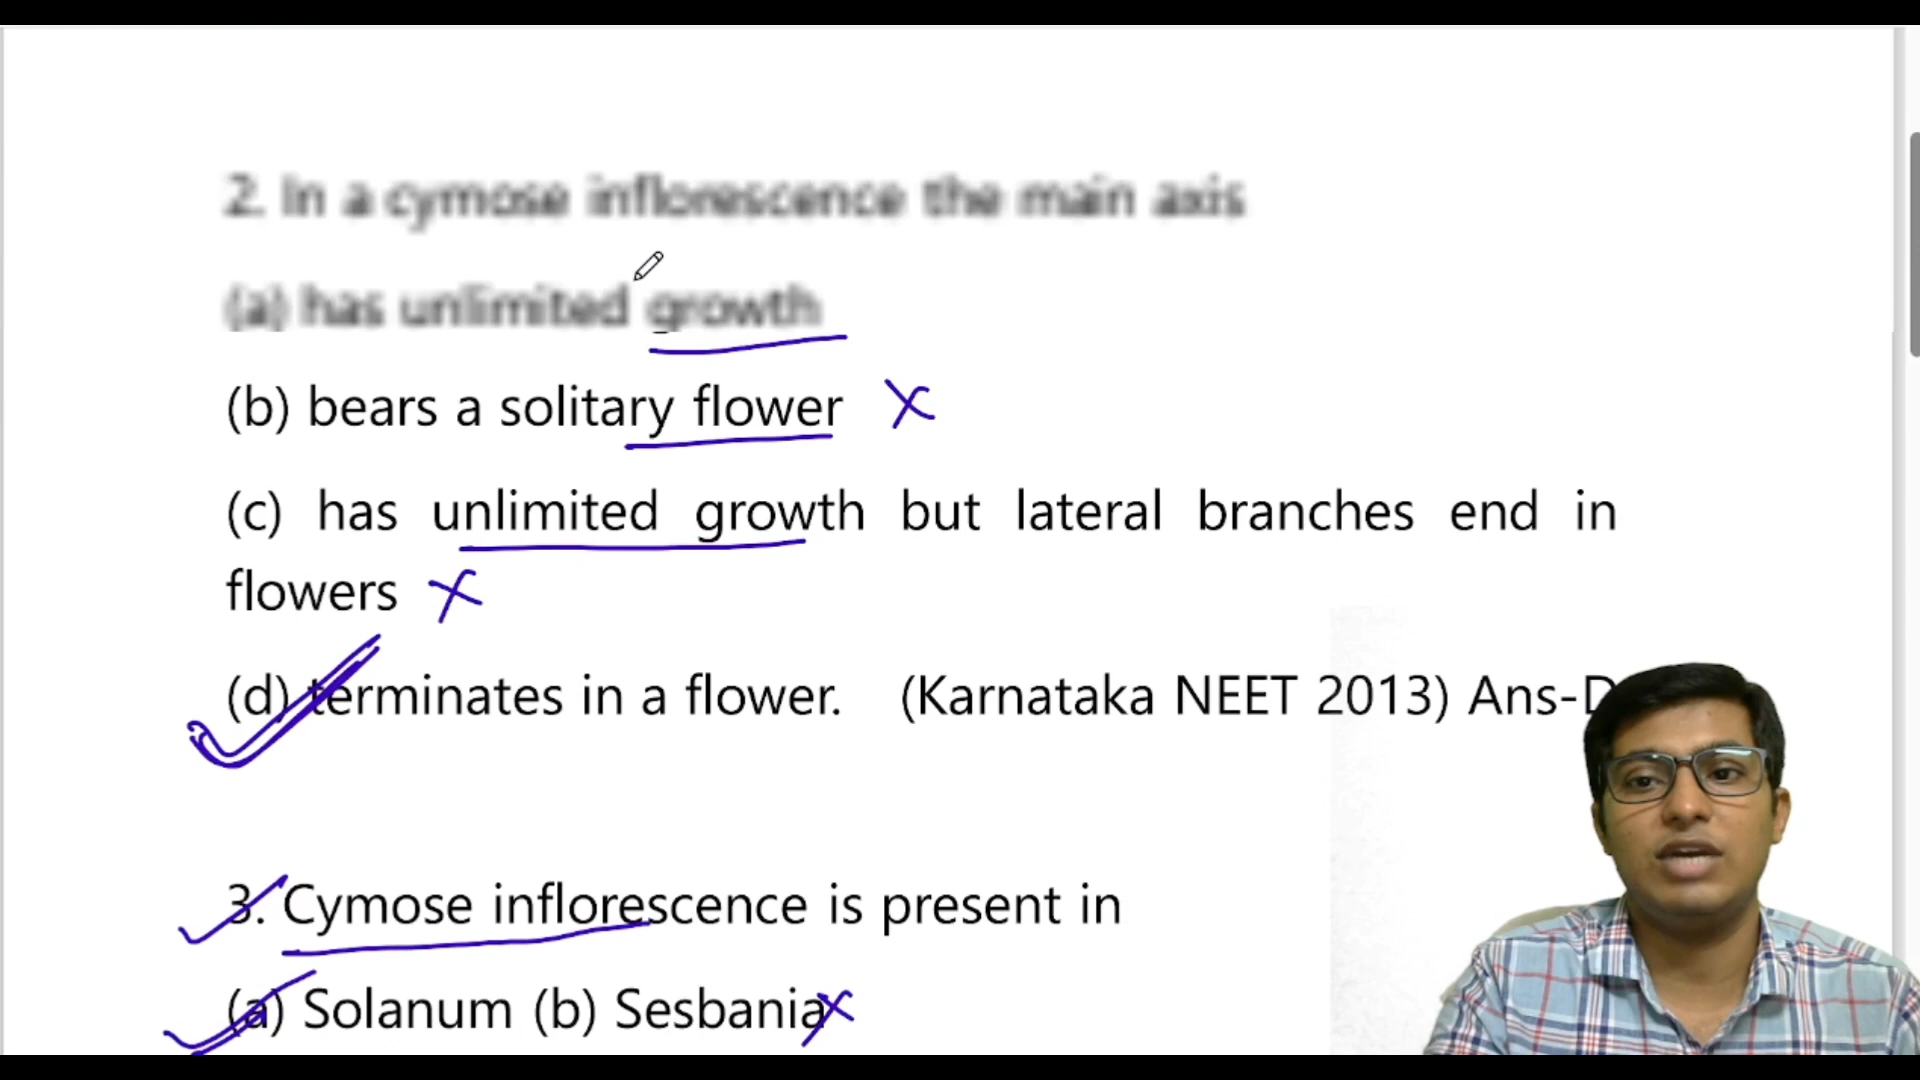 2. In a cymose inflorescence the main axis
(a) has unlimited growth
(b) bears a solitary flower
(c) has unlimited growth but lateral branches end in
flowers
(d) terminates in a flower. (Karnataka NEET 2013) Ans-D
3. Cymose inflorescence is present in
(a) Solanum (b) Sesbania